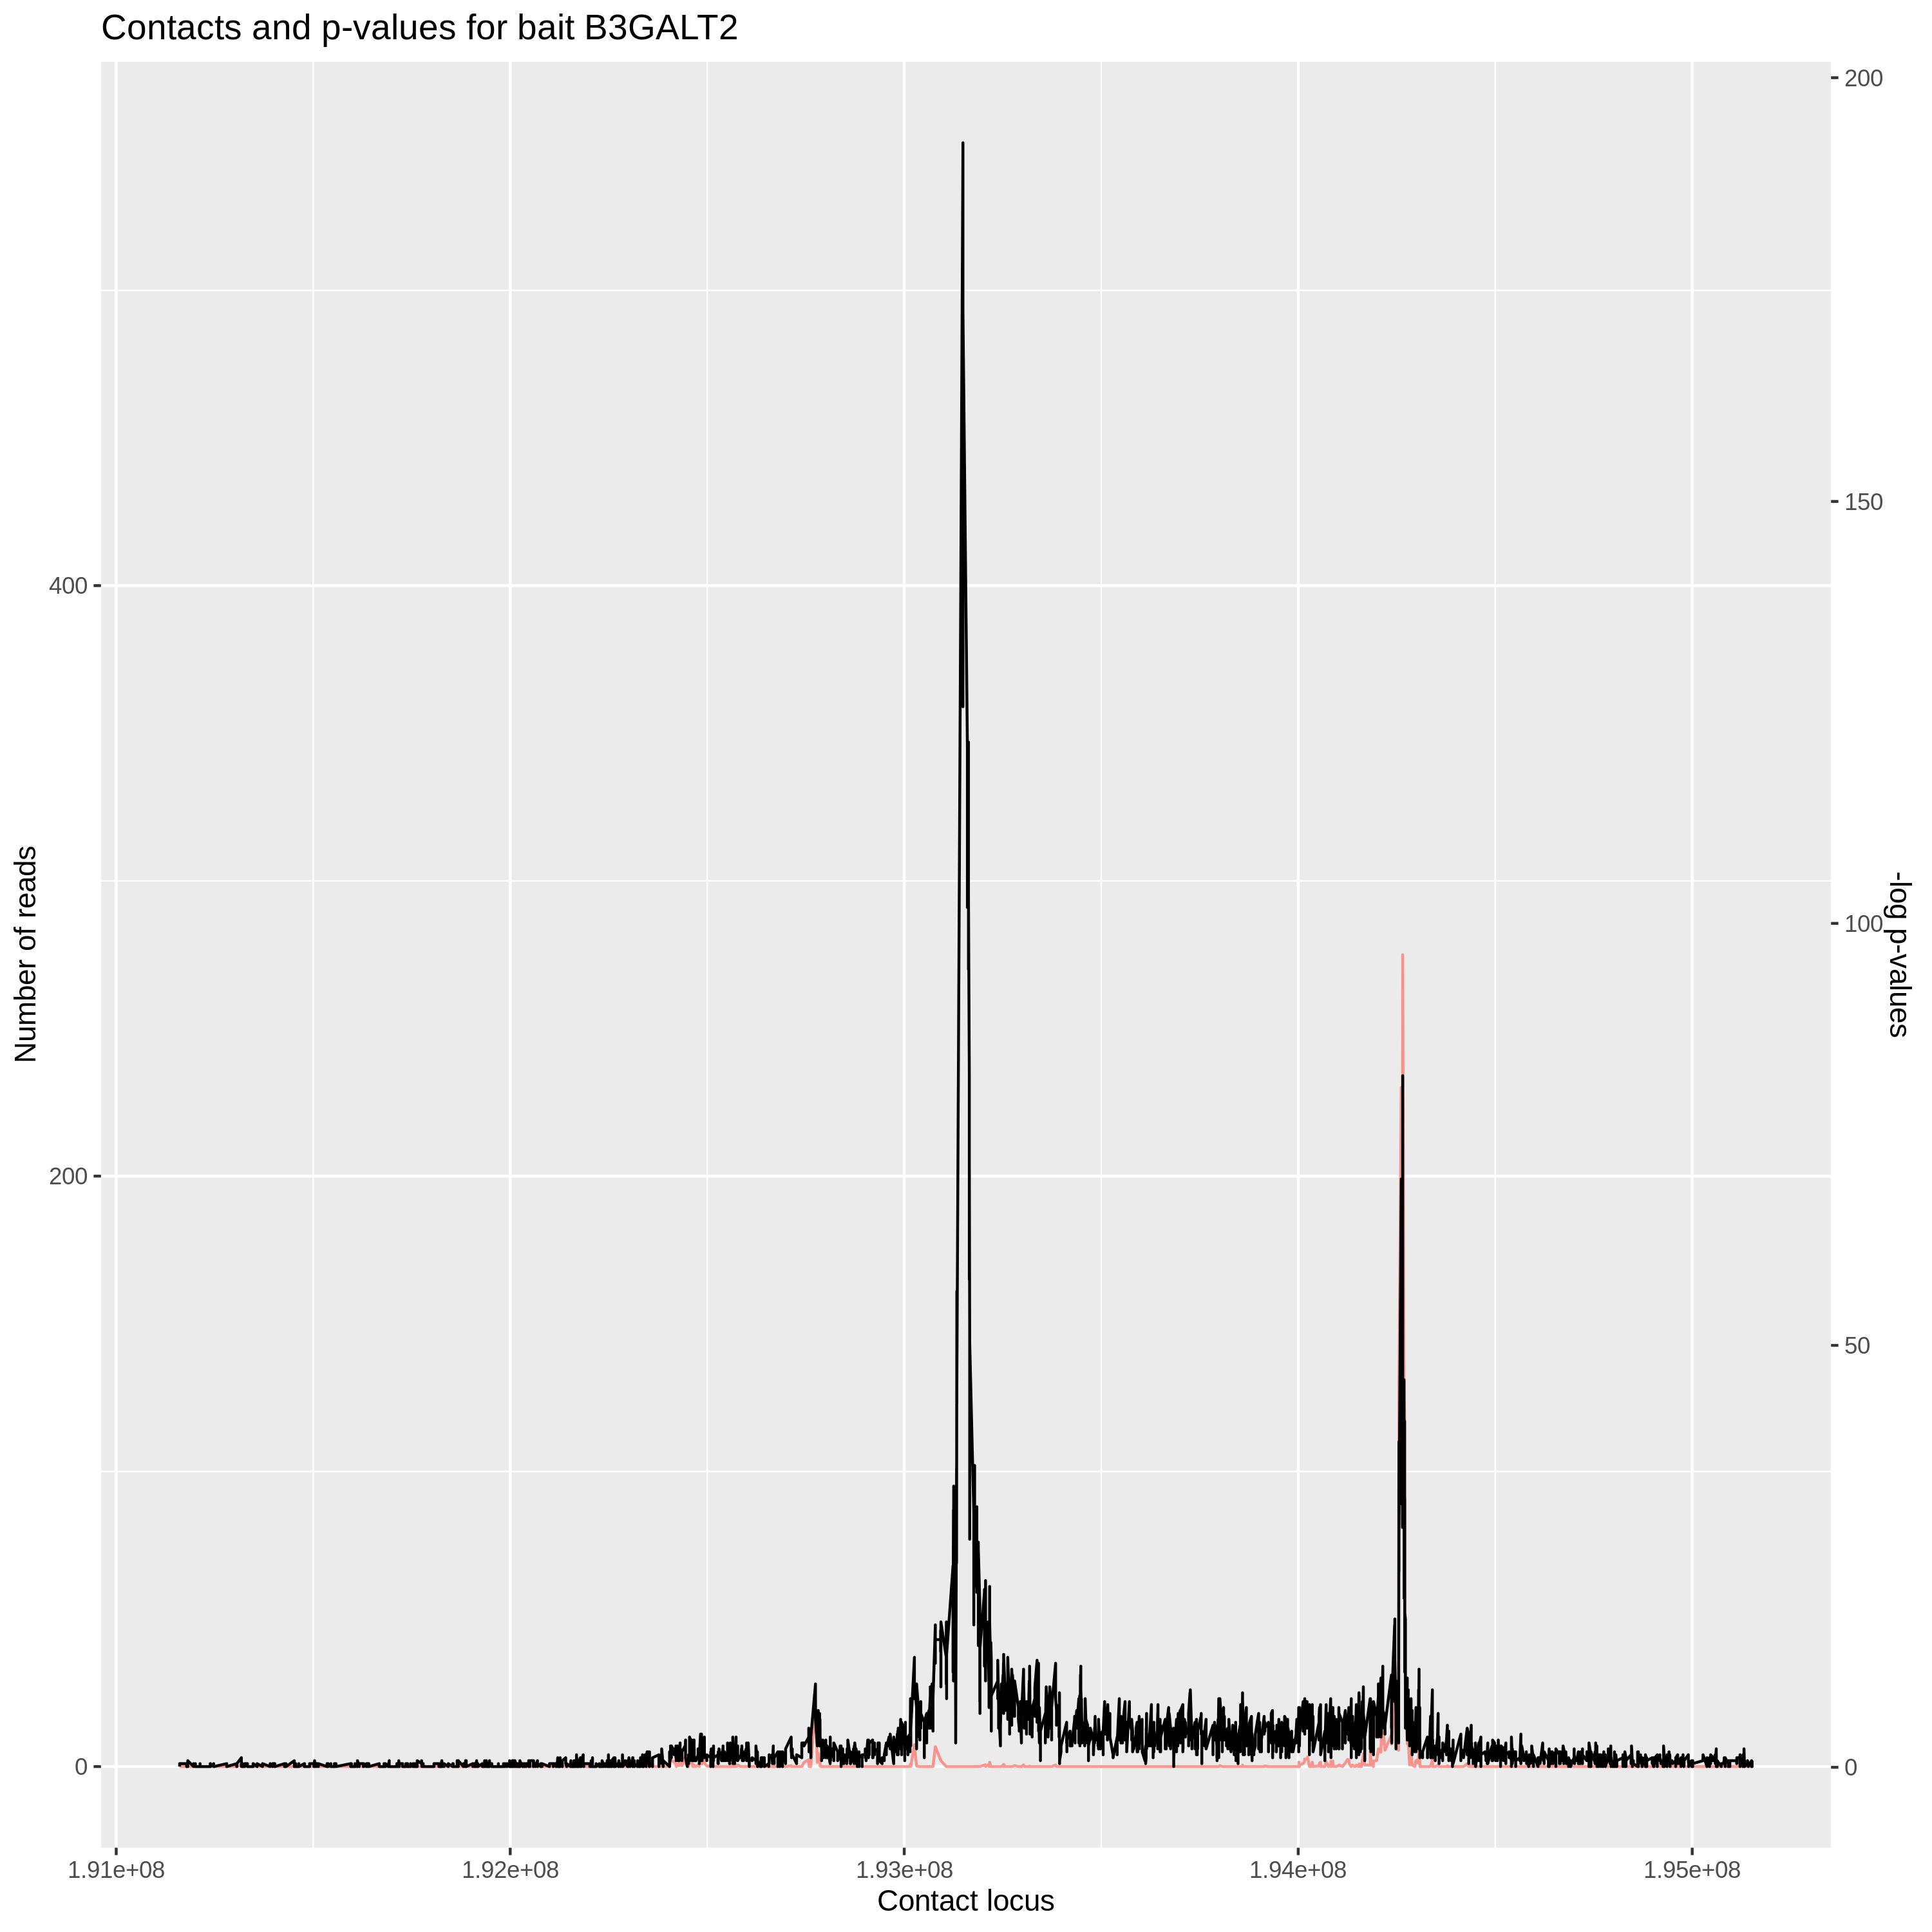 Contacts and p-values for bait B3GALT2
Number of reads
400
200
0
200
150
100
50
0
-log p-values
1.91e+08
1.92e+08
1.93e+08
1.94e+08
1.95e+08
Contact locus